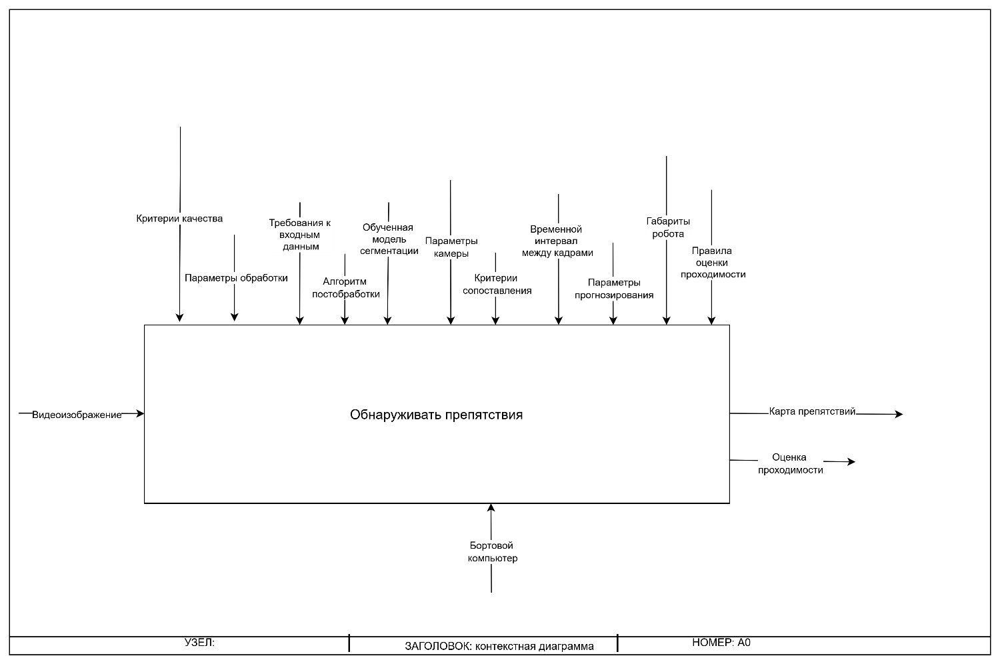 Критерии качества
Параметры обработки
Требования к
входным
данным
Алгоритм
постобработки
Обученная
модель
сегментации
Параметры
камеры
Критерии
сопоставления
Временной
интервал
между кадрами
Параметры
прогнозирования
Габариты
робота
Правила
оценки
проходимости
Видеоизображение
Обнаруживать препятствия
Карта препятствий
Оценка
проходимости
Бортовой
компьютер
УЗЕЛ:
ЗАГОЛОВОК: контекстная диаграмма
НОМЕР: А0